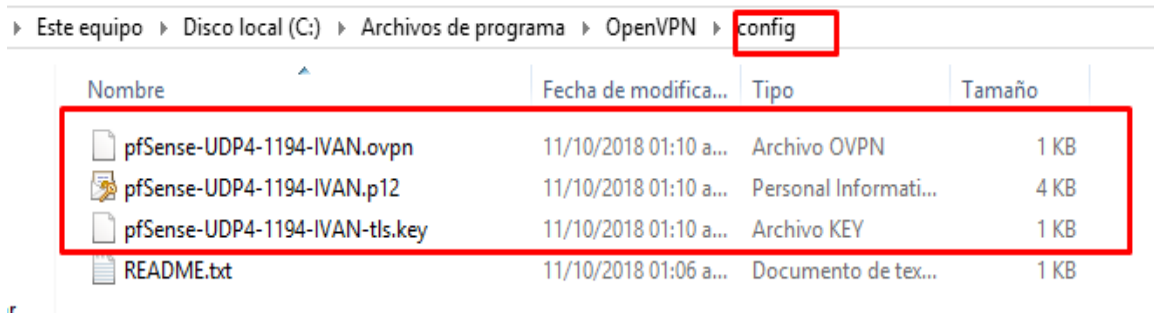 Este equipo Disco local (C:) Archivos de programa OpenVPN config
Nombre Fecha de modifica... Tipo Tamaño
pfSense-UDP4-1194-IVAN.ovpn 11/10/2018 01:10 a... Archivo OVPN 1 KB
pfSense-UDP4-1194-IVAN.p12 11/10/2018 01:10 a... Personal Informati... 4 KB
pfSense-UDP4-1194-IVAN-tls.key 11/10/2018 01:10 a... Archivo KEY 1 KB
README.txt 11/10/2018 01:06 a... Documento de tex... 1 KB